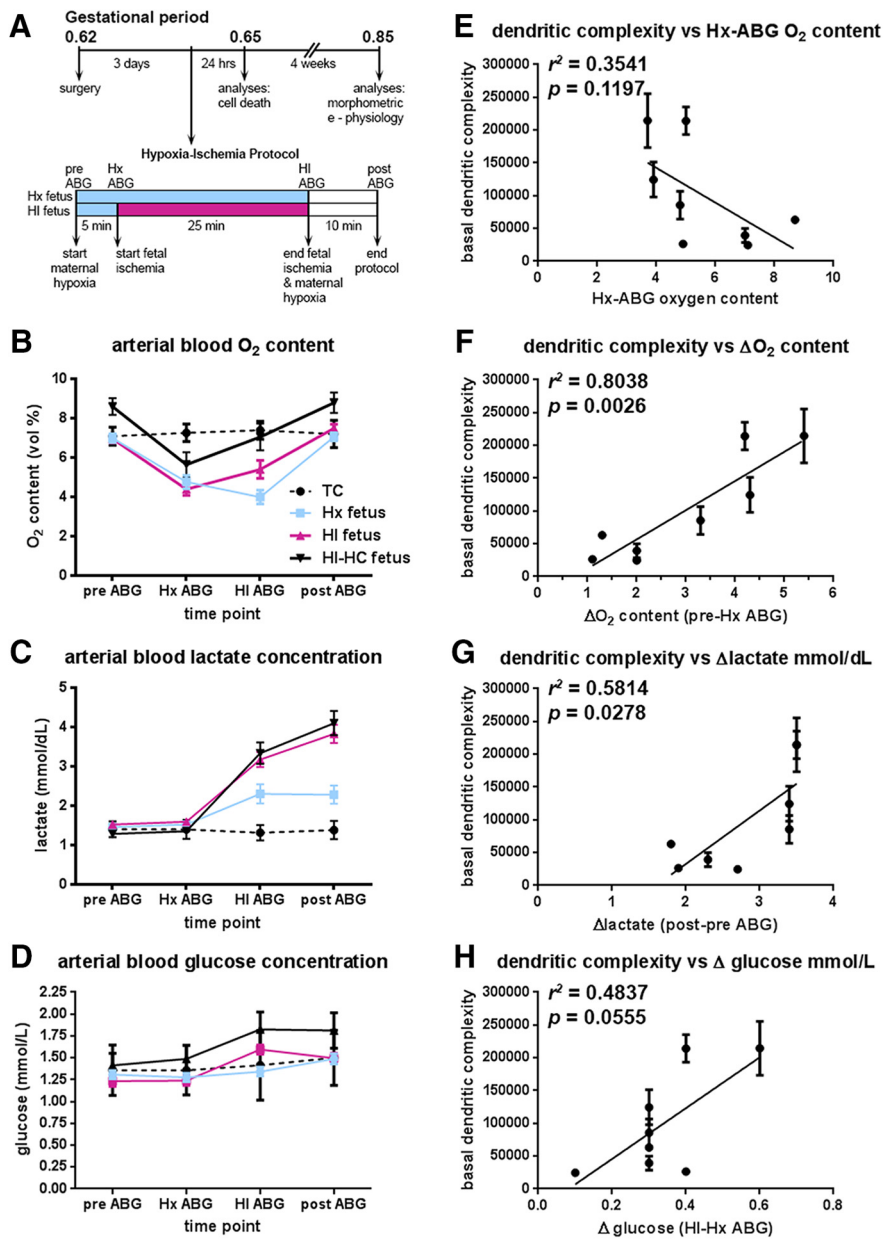 A
Gestational period
0.62 0.65 0.85
3 days 24 hrs 4 weeks
surgery
analyses:
cell death
analyses:
morphometric
e - physiology
Hypoxia-Ischemia Protocol
pre
ABG
Hx
ABG
HI
ABG
post
ABG
Hx fetus
HI fetus
5 min 25 min 10 min
start
maternal
hypoxia
start fetal
ischemia
end fetal
ischemia
& maternal
hypoxia
end
protocol
B
arterial blood O2 content
O2 content (vol %)
10
8
6
4
2
0
TC
Hx fetus
HI fetus
HI-HC fetus
pre ABG Hx ABG HI ABG post ABG
time point
C
arterial blood lactate concentration
lactate (mmol/dL)
5
4
3
2
1
0
pre ABG Hx ABG HI ABG post ABG
time point
D
arterial blood glucose concentration
glucose (mmol/L)
2.25
2.00
1.75
1.50
1.25
1.00
0.75
0.50
0.25
0.00
pre ABG Hx ABG HI ABG post ABG
time point
E
dendritic complexity vs Hx-ABG O2 content
r2 = 0.3541
p = 0.1197
basal dendritic complexity
300000
250000
200000
150000
100000
50000
0
0 2 4 6 8 10
Hx-ABG oxygen content
F
dendritic complexity vs ΔO2 content
r2 = 0.8038
p = 0.0026
basal dendritic complexity
300000
250000
200000
150000
100000
50000
0
0 1 2 3 4 5 6
ΔO2 content (pre-Hx ABG)
G
dendritic complexity vs Δlactate mmol/dL
r2 = 0.5814
p = 0.0278
basal dendritic complexity
300000
250000
200000
150000
100000
50000
0
0 1 2 3 4
Δlactate (post-pre ABG)
H
dendritic complexity vs Δ glucose mmol/L
r2 = 0.4837
p = 0.0555
basal dendritic complexity
300000
250000
200000
150000
100000
50000
0
0.0 0.2 0.4 0.6 0.8
Δ glucose (HI-Hx ABG)